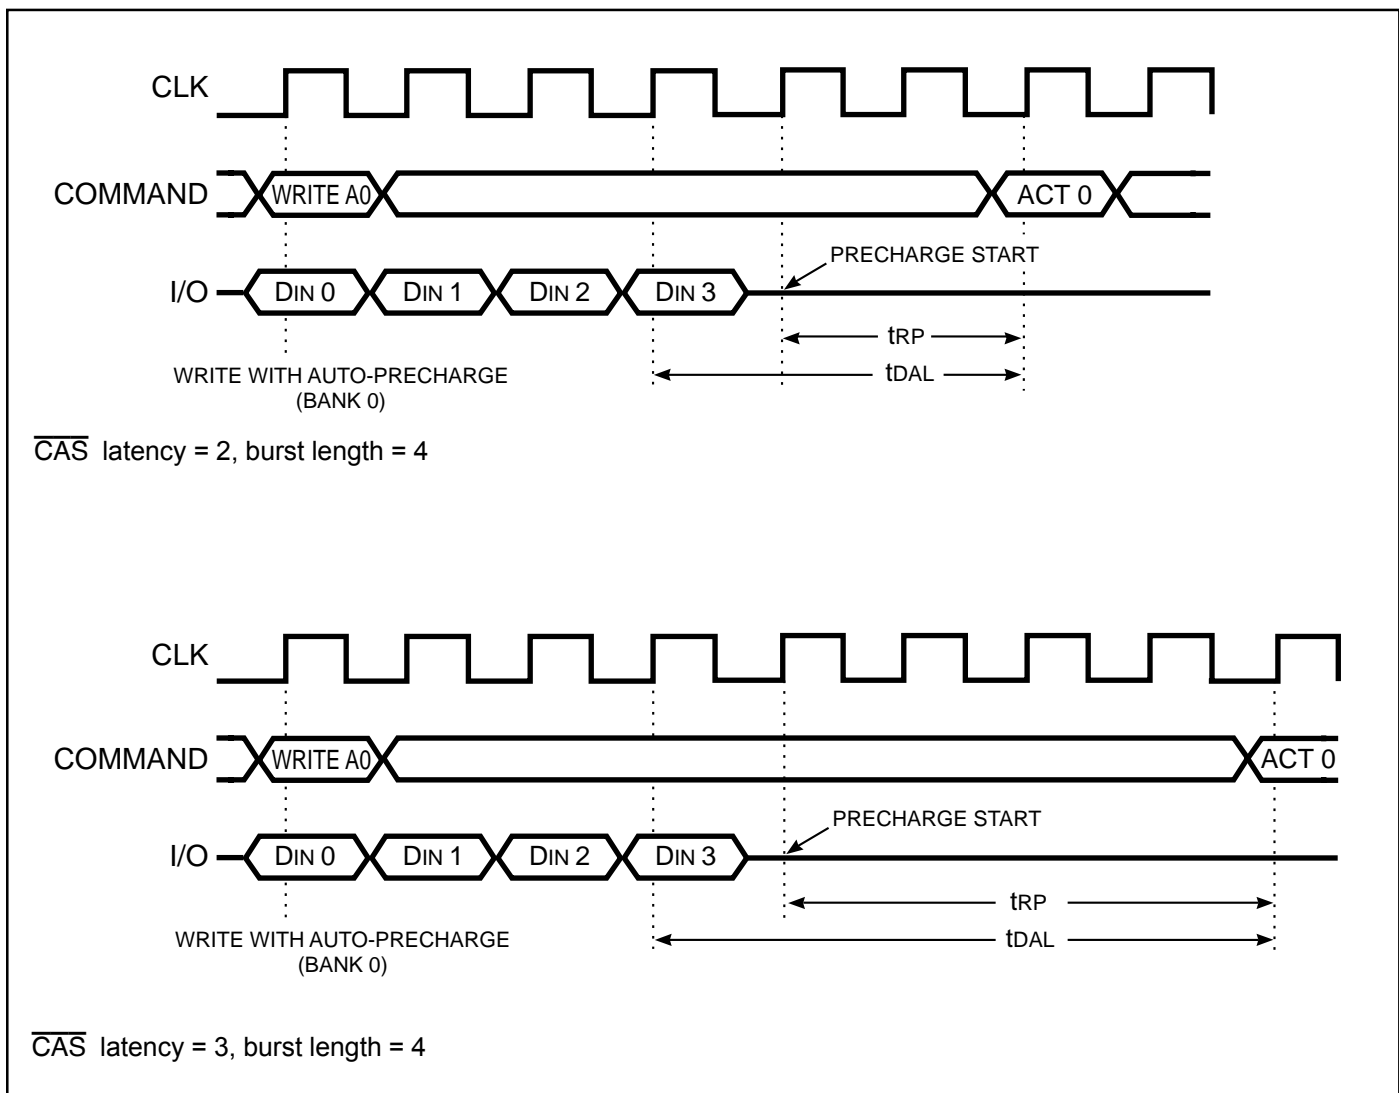 CLK
COMMAND WRITE A0 ACT 0
PRECHARGE START
I/O DIN 0 DIN 1 DIN 2 DIN 3
tRP
WRITE WITH AUTO-PRECHARGE tDAL
(BANK 0)
CAS latency = 2, burst length = 4
CLK
COMMAND WRITE A0 ACT 0
PRECHARGE START
I/O DIN 0 DIN 1 DIN 2 DIN 3
tRP
WRITE WITH AUTO-PRECHARGE tDAL
(BANK 0)
CAS latency = 3, burst length = 4